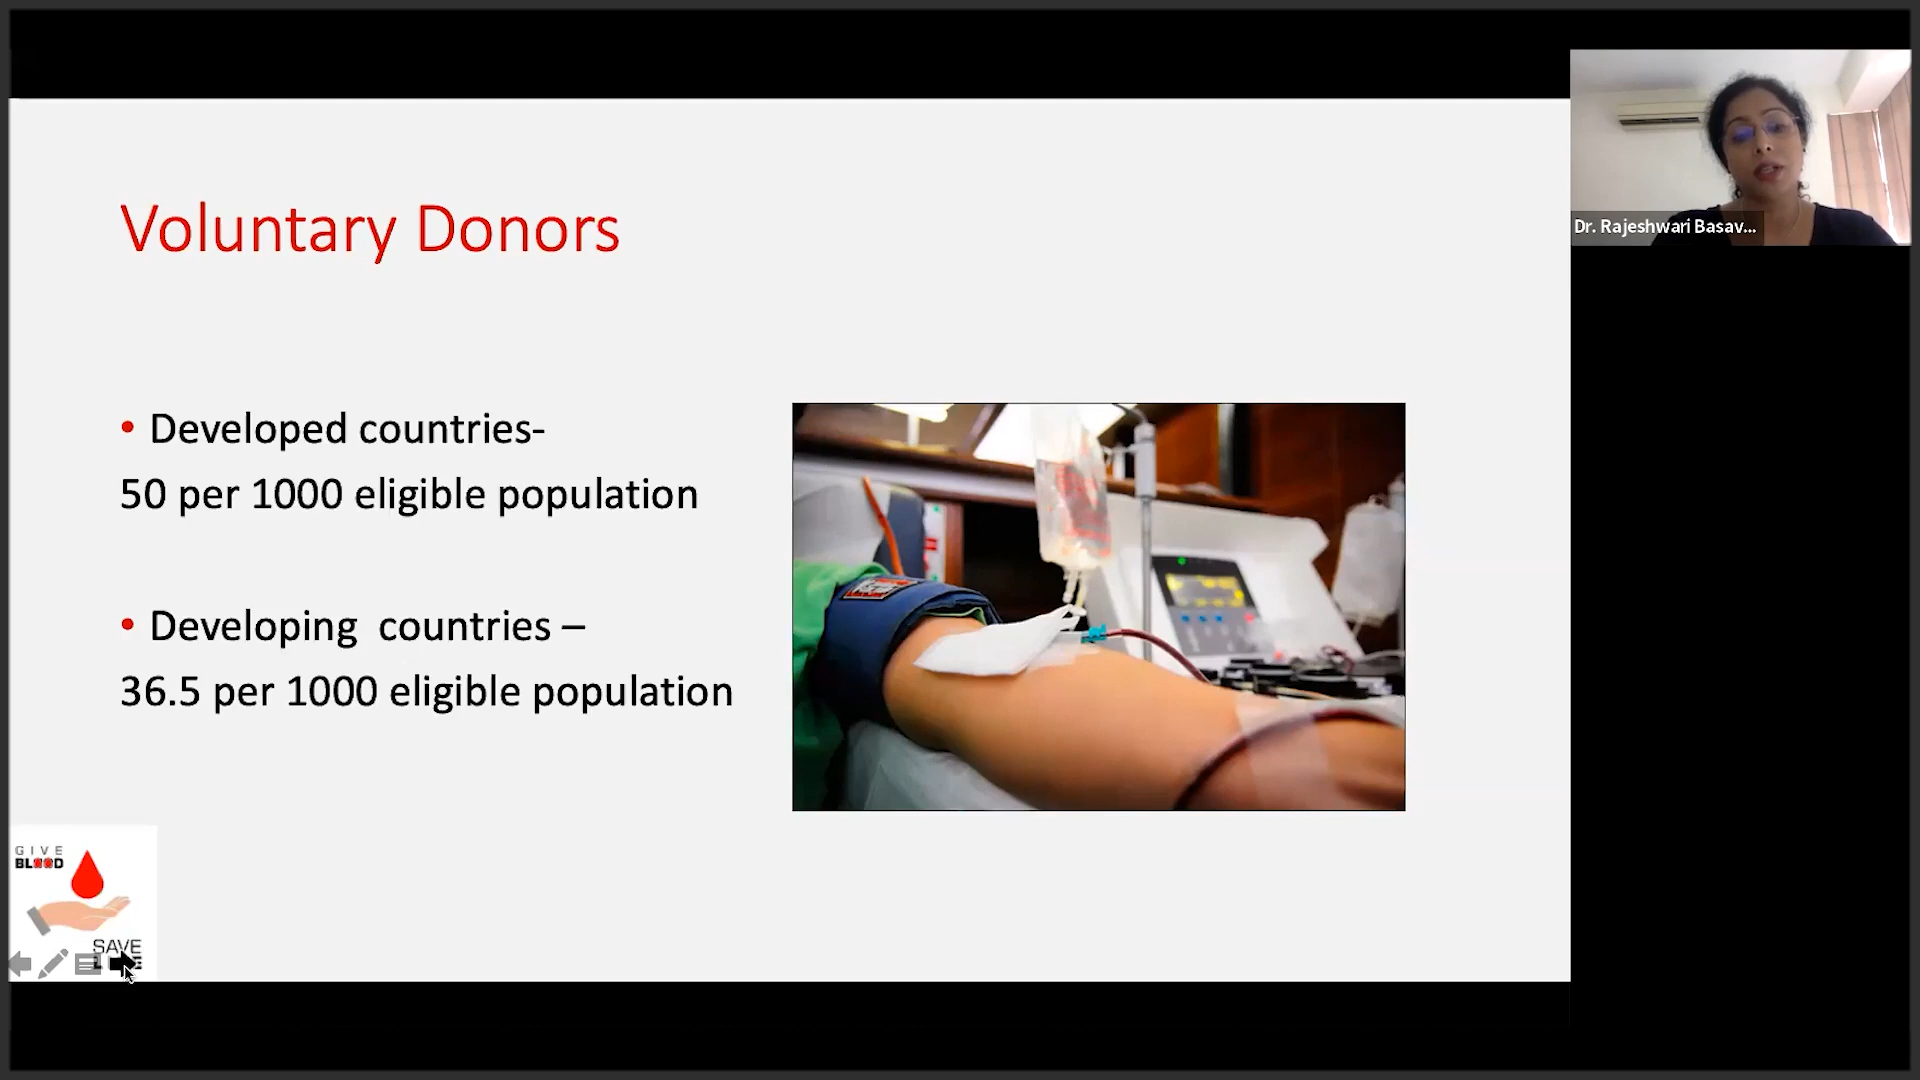 Voluntary Donors
• Developed countries-
50 per 1000 eligible population
• Developing countries –
36.5 per 1000 eligible population
GIVE
BLOOD
SAVE
Dr. Rajeshwari Basav...